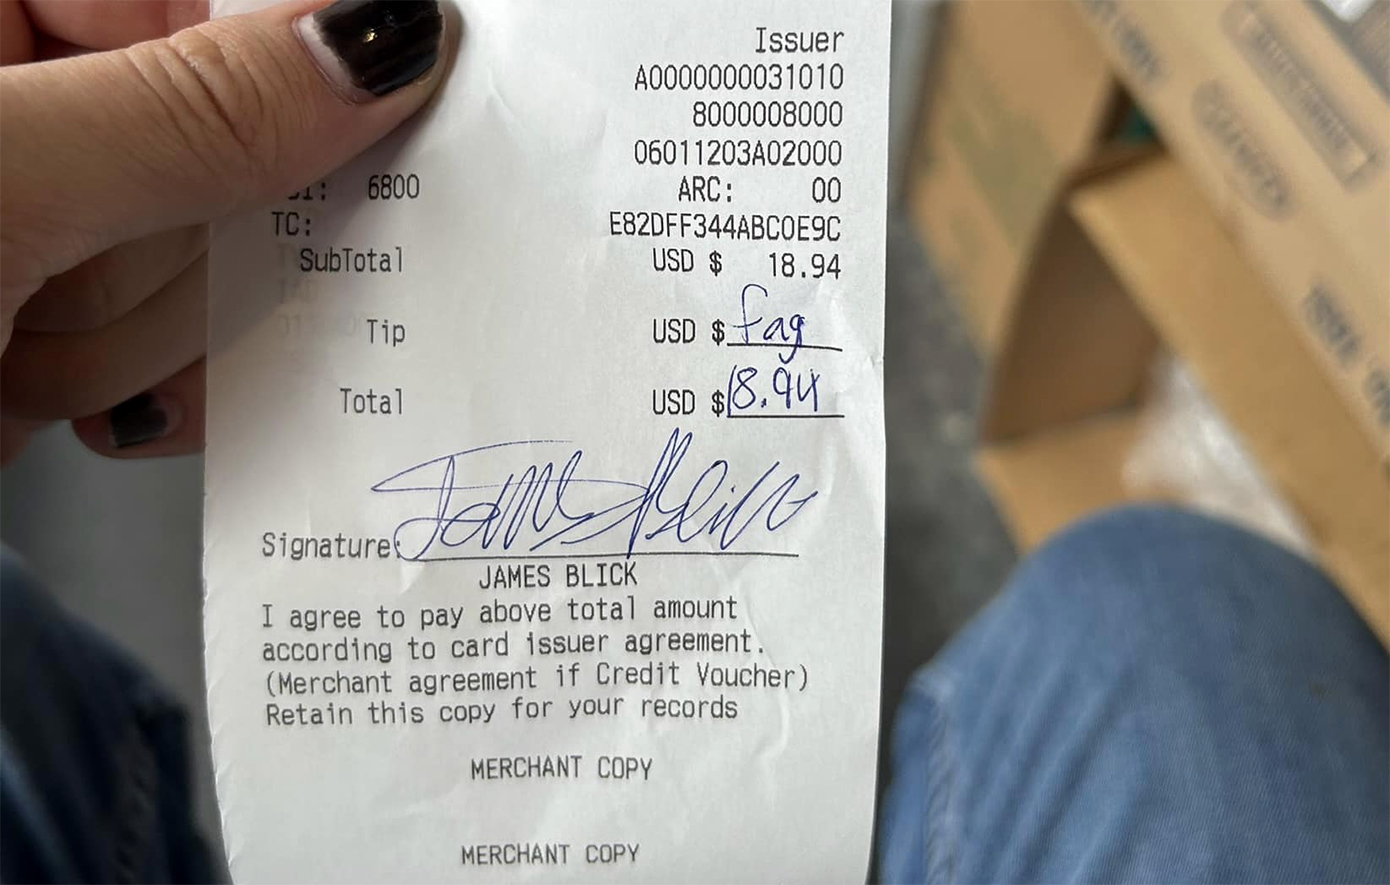 Issuer
A0000000031010
8000008000
06011203A02000
6800 ARC: 00
TC: E82DFF344ABC0E9C
SubTotal USD $ 18.94
Tip USD $ fag
Total USD $ 18.94
James Blick
Signature:
JAMES BLICK
I agree to pay above total amount
according to card issuer agreement.
(Merchant agreement if Credit Voucher)
Retain this copy for your records
MERCHANT COPY
MERCHANT COPY